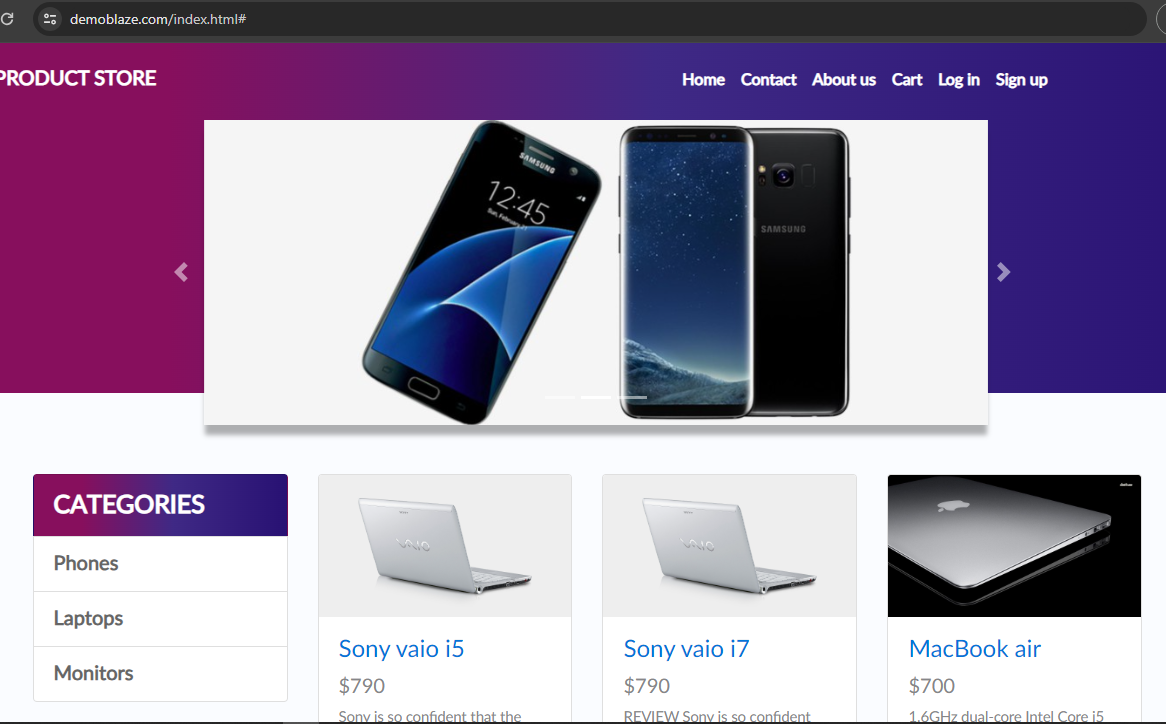 demoblaze.com/index.html#
PRODUCT STORE
Home Contact About us Cart Log in Sign up
SAMSUNG
12:45
SAMSUNG
CATEGORIES
Phones
Laptops
Monitors
VAIO
Sony vaio i5
$790
Sony is so confident that the
VAIO
Sony vaio i7
$790
REVIEW Sony is so confident
MacBook air
$700
1.6GHz dual-core Intel Core i5